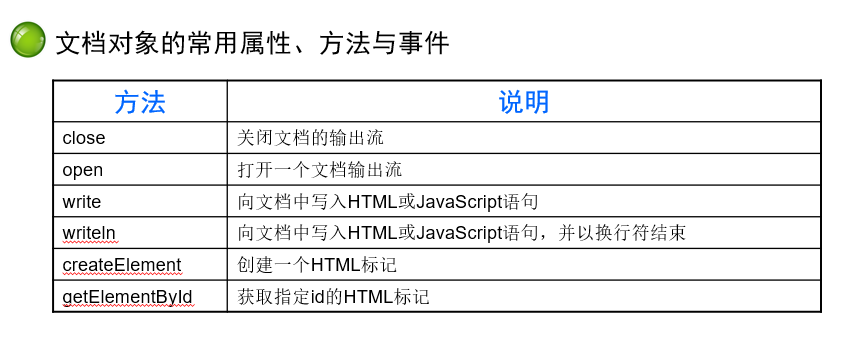 文档对象的常用属性、方法与事件
方法 说明
close 关闭文档的输出流
open 打开一个文档输出流
write 向文档中写入HTML或JavaScript语句
writeln 向文档中写入HTML或JavaScript语句，并以换行符结束
createElement 创建一个HTML标记
getElementById 获取指定id的HTML标记